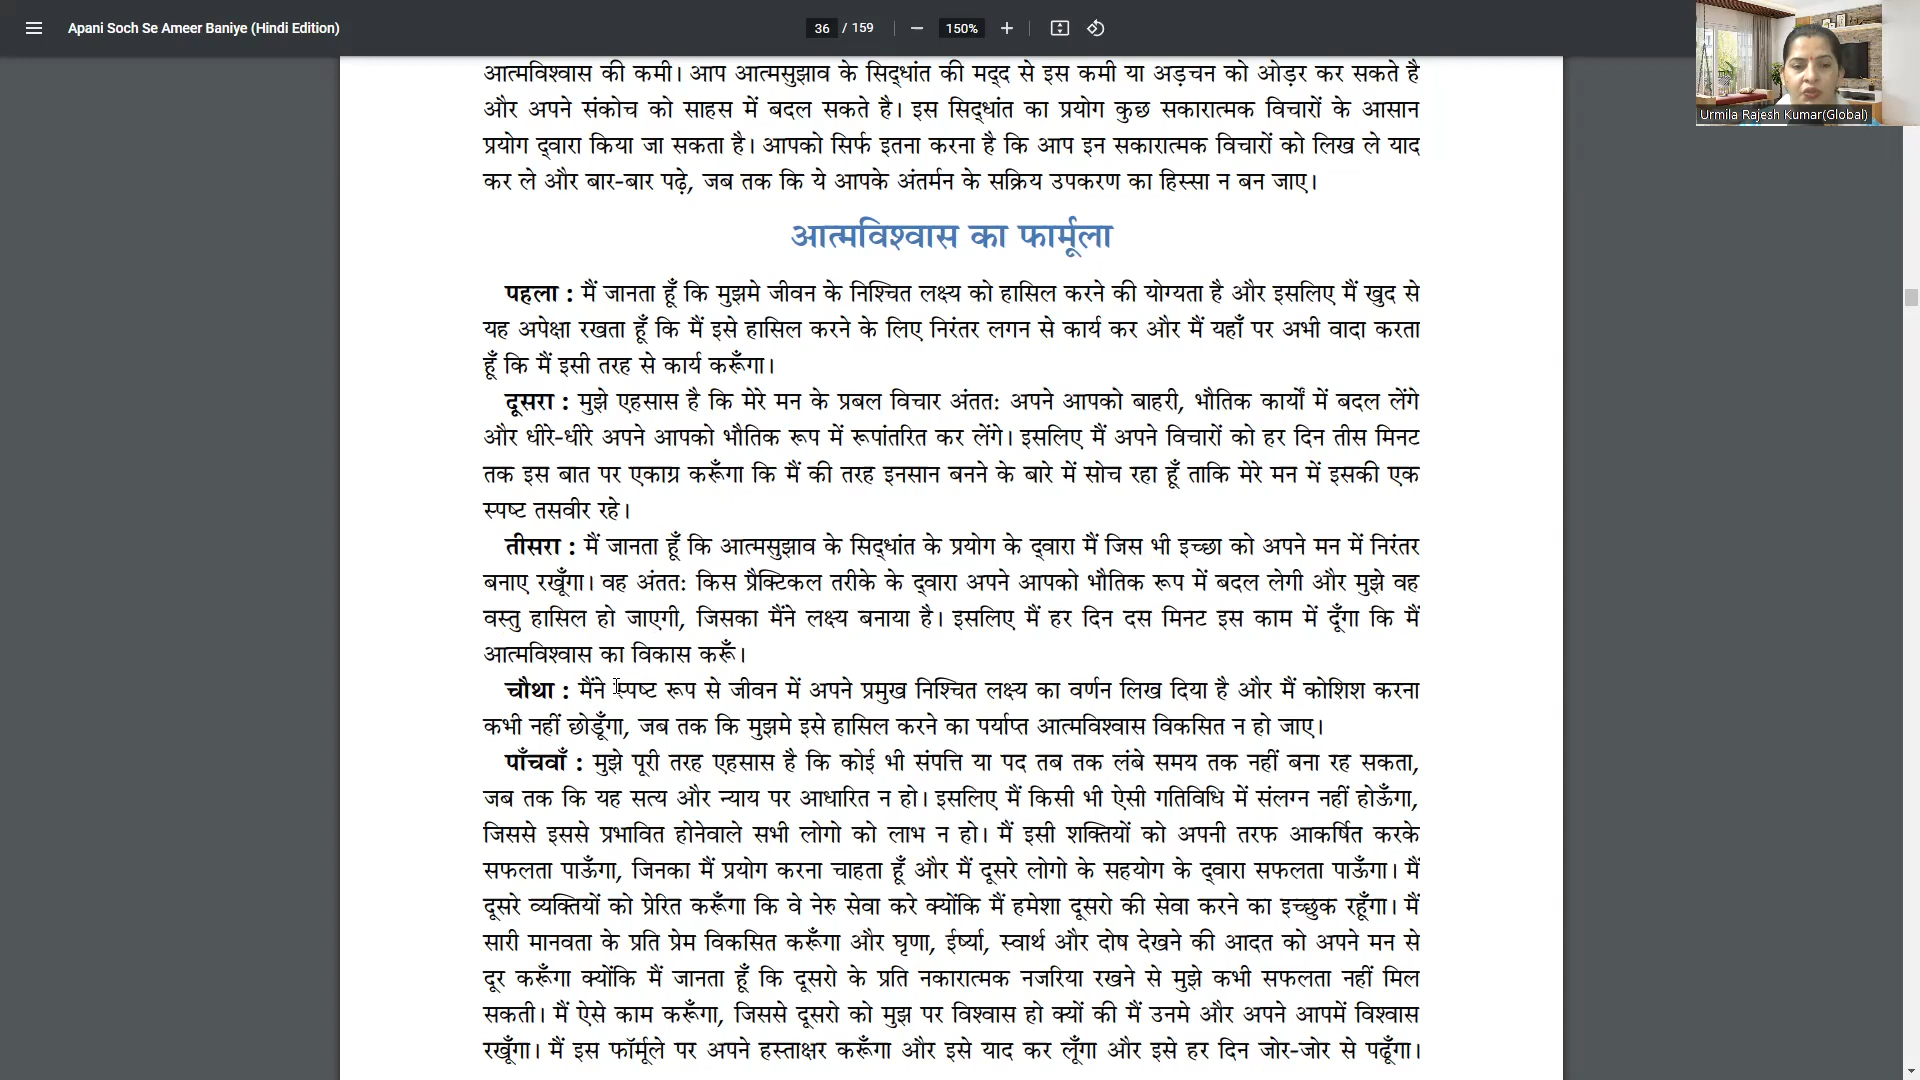 Apani Soch Se Ameer Baniye (Hindi Edition)
36 / 159
150%
Urmila Rajesh Kumar(Global)
आत्मविश्वास की कमी। आप आत्मसुझाव के सिद्धांत की मद्द से इस कमी या अड़चन को ओड़र कर सकते है
और अपने संकोच को साहस में बदल सकते है। इस सिद्धांत का प्रयोग कुछ सकारात्मक विचारों के आसान
प्रयोग द्वारा किया जा सकता है। आपको सिर्फ इतना करना है कि आप इन सकारात्मक विचारों को लिख ले याद
कर ले और बार-बार पढ़े, जब तक कि ये आपके अंतर्मन के सक्रिय उपकरण का हिस्सा न बन जाए।
आत्मविश्वास का फार्मूला
पहला : मैं जानता हूँ कि मुझमे जीवन के निश्चित लक्ष्य को हासिल करने की योग्यता है और इसलिए मैं खुद से
यह अपेक्षा रखता हूँ कि मैं इसे हासिल करने के लिए निरंतर लगन से कार्य कर और मैं यहाँ पर अभी वादा करता
हूँ कि मैं इसी तरह से कार्य करूँगा।
दूसरा : मुझे एहसास है कि मेरे मन के प्रबल विचार अंतत: अपने आपको बाहरी, भौतिक कार्यों में बदल लेंगे
और धीरे-धीरे अपने आपको भौतिक रूप में रूपांतरित कर लेंगे। इसलिए मैं अपने विचारों को हर दिन तीस मिनट
तक इस बात पर एकाग्र करूँगा कि मैं की तरह इनसान बनने के बारे में सोच रहा हूँ ताकि मेरे मन में इसकी एक
स्पष्ट तसवीर रहे।
तीसरा : मैं जानता हूँ कि आत्मसुझाव के सिद्धांत के प्रयोग के द्वारा मैं जिस भी इच्छा को अपने मन में निरंतर
बनाए रखूँगा। वह अंतत: किस प्रैक्टिकल तरीके के द्वारा अपने आपको भौतिक रूप में बदल लेगी और मुझे वह
वस्तु हासिल हो जाएगी, जिसका मैंने लक्ष्य बनाया है। इसलिए मैं हर दिन दस मिनट इस काम में दूँगा कि मैं
आत्मविश्वास का विकास करूँ।
चौथा : मैंने स्पष्ट रूप से जीवन में अपने प्रमुख निश्चित लक्ष्य का वर्णन लिख दिया है और मैं कोशिश करना
कभी नहीं छोडूँगा, जब तक कि मुझमे इसे हासिल करने का पर्याप्त आत्मविश्वास विकसित न हो जाए।
पाँचवाँ : मुझे पूरी तरह एहसास है कि कोई भी संपत्ति या पद तब तक लंबे समय तक नहीं बना रह सकता,
जब तक कि यह सत्य और न्याय पर आधारित न हो। इसलिए मैं किसी भी ऐसी गतिविधि में संलग्न नहीं होऊँगा,
जिससे इससे प्रभावित होनेवाले सभी लोगो को लाभ न हो। मैं इसी शक्तियों को अपनी तरफ आकर्षित करके
सफलता पाऊँगा, जिनका मैं प्रयोग करना चाहता हूँ और मैं दूसरे लोगो के सहयोग के द्वारा सफलता पाऊँगा। मैं
दूसरे व्यक्तियों को प्रेरित करूँगा कि वे नेरु सेवा करे क्योंकि मैं हमेशा दूसरो की सेवा करने का इच्छुक रहूँगा। मैं
सारी मानवता के प्रति प्रेम विकसित करूँगा और घृणा, ईर्ष्या, स्वार्थ और दोष देखने की आदत को अपने मन से
दूर करूँगा क्योंकि मैं जानता हूँ कि दूसरो के प्रति नकारात्मक नजरिया रखने से मुझे कभी सफलता नहीं मिल
सकती। मैं ऐसे काम करूँगा, जिससे दूसरो को मुझ पर विश्वास हो क्यों की मैं उनमे और अपने आपमें विश्वास
रखूँगा। मैं इस फॉर्मूले पर अपने हस्ताक्षर करूँगा और इसे याद कर लूँगा और इसे हर दिन जोर-जोर से पढूँगा।